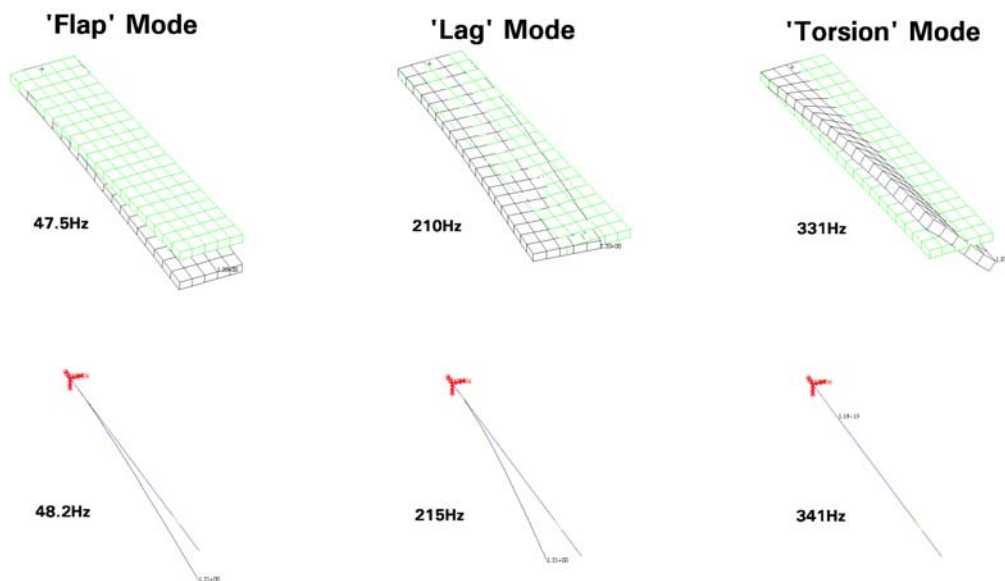 'Flap' Mode
'Lag' Mode
'Torsion' Mode
47.5Hz
210Hz
331Hz
48.2Hz
215Hz
341Hz